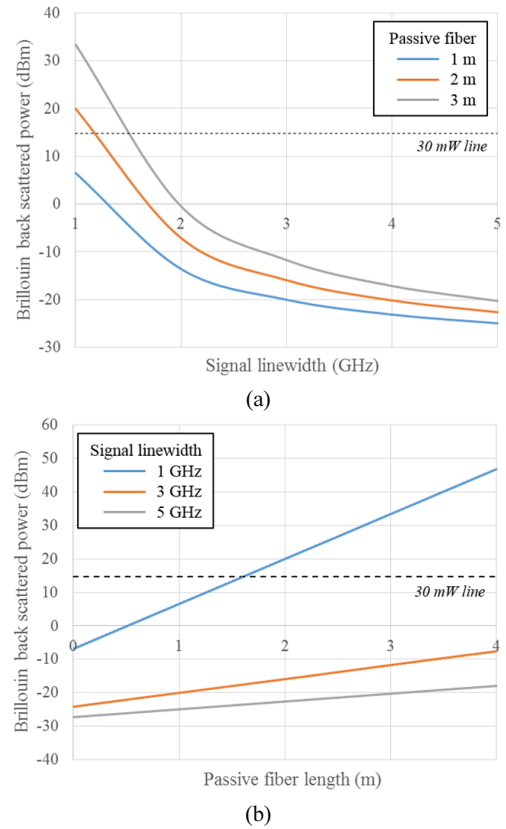 40
30
20
10
0
-10
-20
-30
1
2
3
4
5
Brillouin back scattered power (dBm)
Passive fiber
1 m
2 m
3 m
30 mW line
Signal linewidth (GHz)
(a)
60
50
40
30
20
10
0
-10
-20
-30
-40
0
1
2
3
4
Brillouin back scattered power (dBm)
Signal linewidth
1 GHz
3 GHz
5 GHz
30 mW line
Passive fiber length (m)
(b)